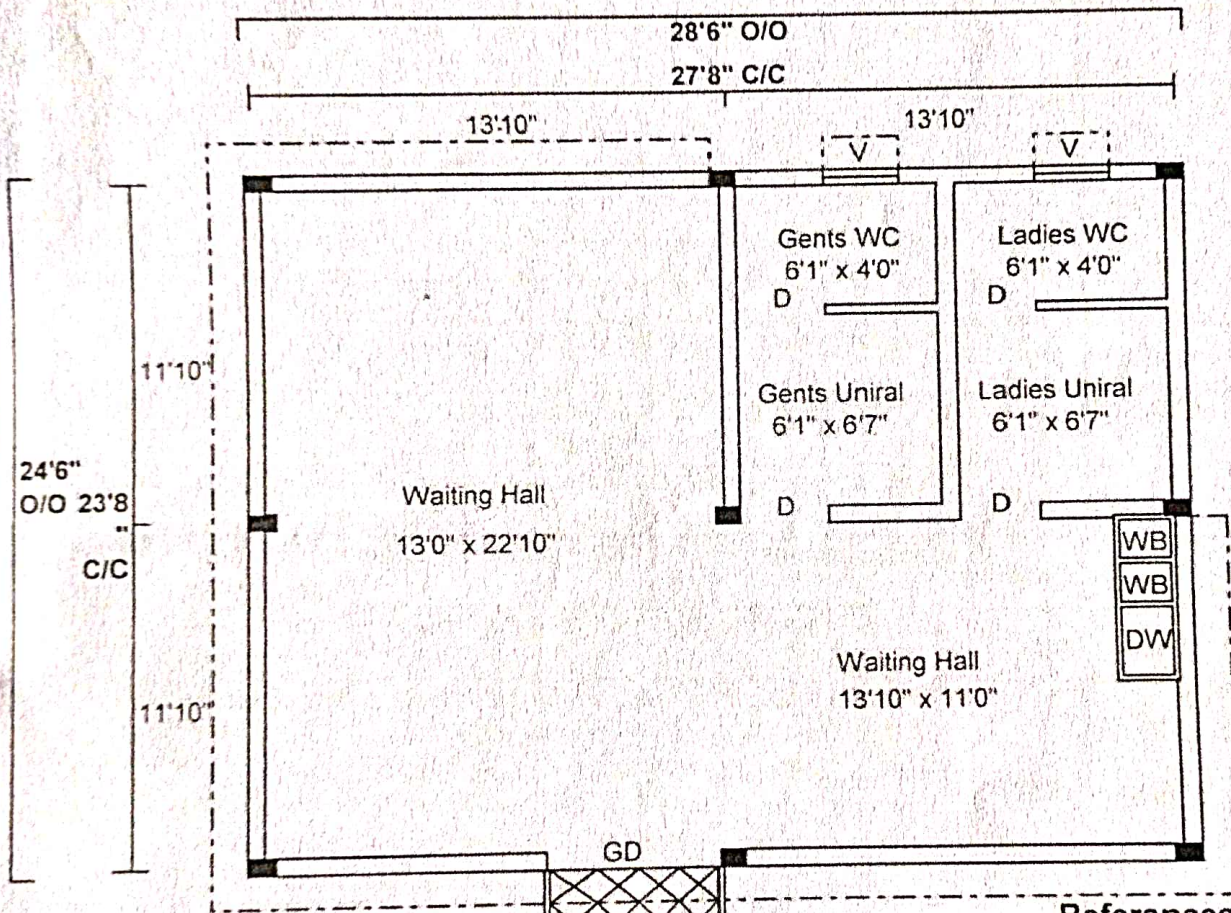 28'6" O/O
27'8" C/C
13'10"
13'10"
V
V
Gents WC
6'1" x 4'0"
Ladies WC
6'1" x 4'0"
D
D
11'10"
Gents Uniral
6'1" x 6'7"
Ladies Uniral
6'1" x 6'7"
24'6"
O/O 23'8
"
C/C
Waiting Hall
13'0" x 22'10"
D
D
WB
WB
DW
Waiting Hall
13'10" x 11'0"
11'10"
GD